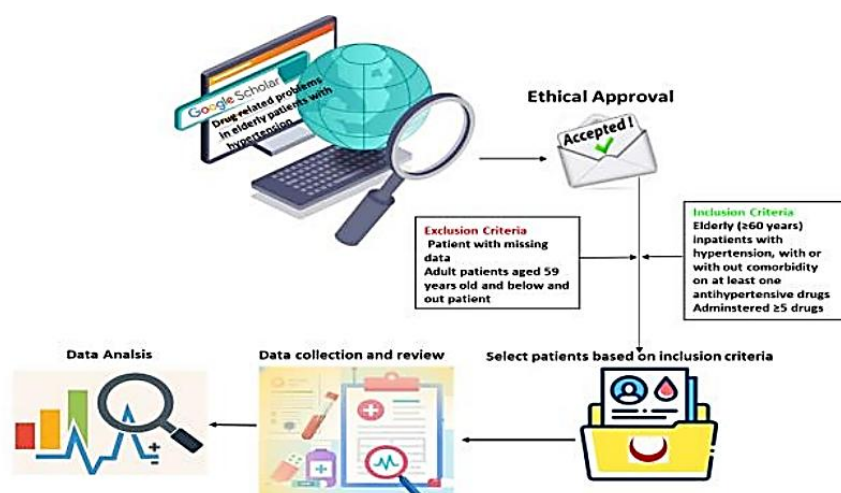 Google Scholar
Drug-related problems
in elderly patients with
hypertension
Ethical Approval
Accepted !
Exclusion Criteria
Patient with missing
data
Adult patients aged 59
years old and below and
out patient
Inclusion Criteria
Elderly (≥60 years)
inpatients with
hypertension, with or
with out comorbidity
on at least one
antihypertensive drugs
Adminstered ≥5 drugs
Data Analsis
Data collection and review
Select patients based on inclusion criteria